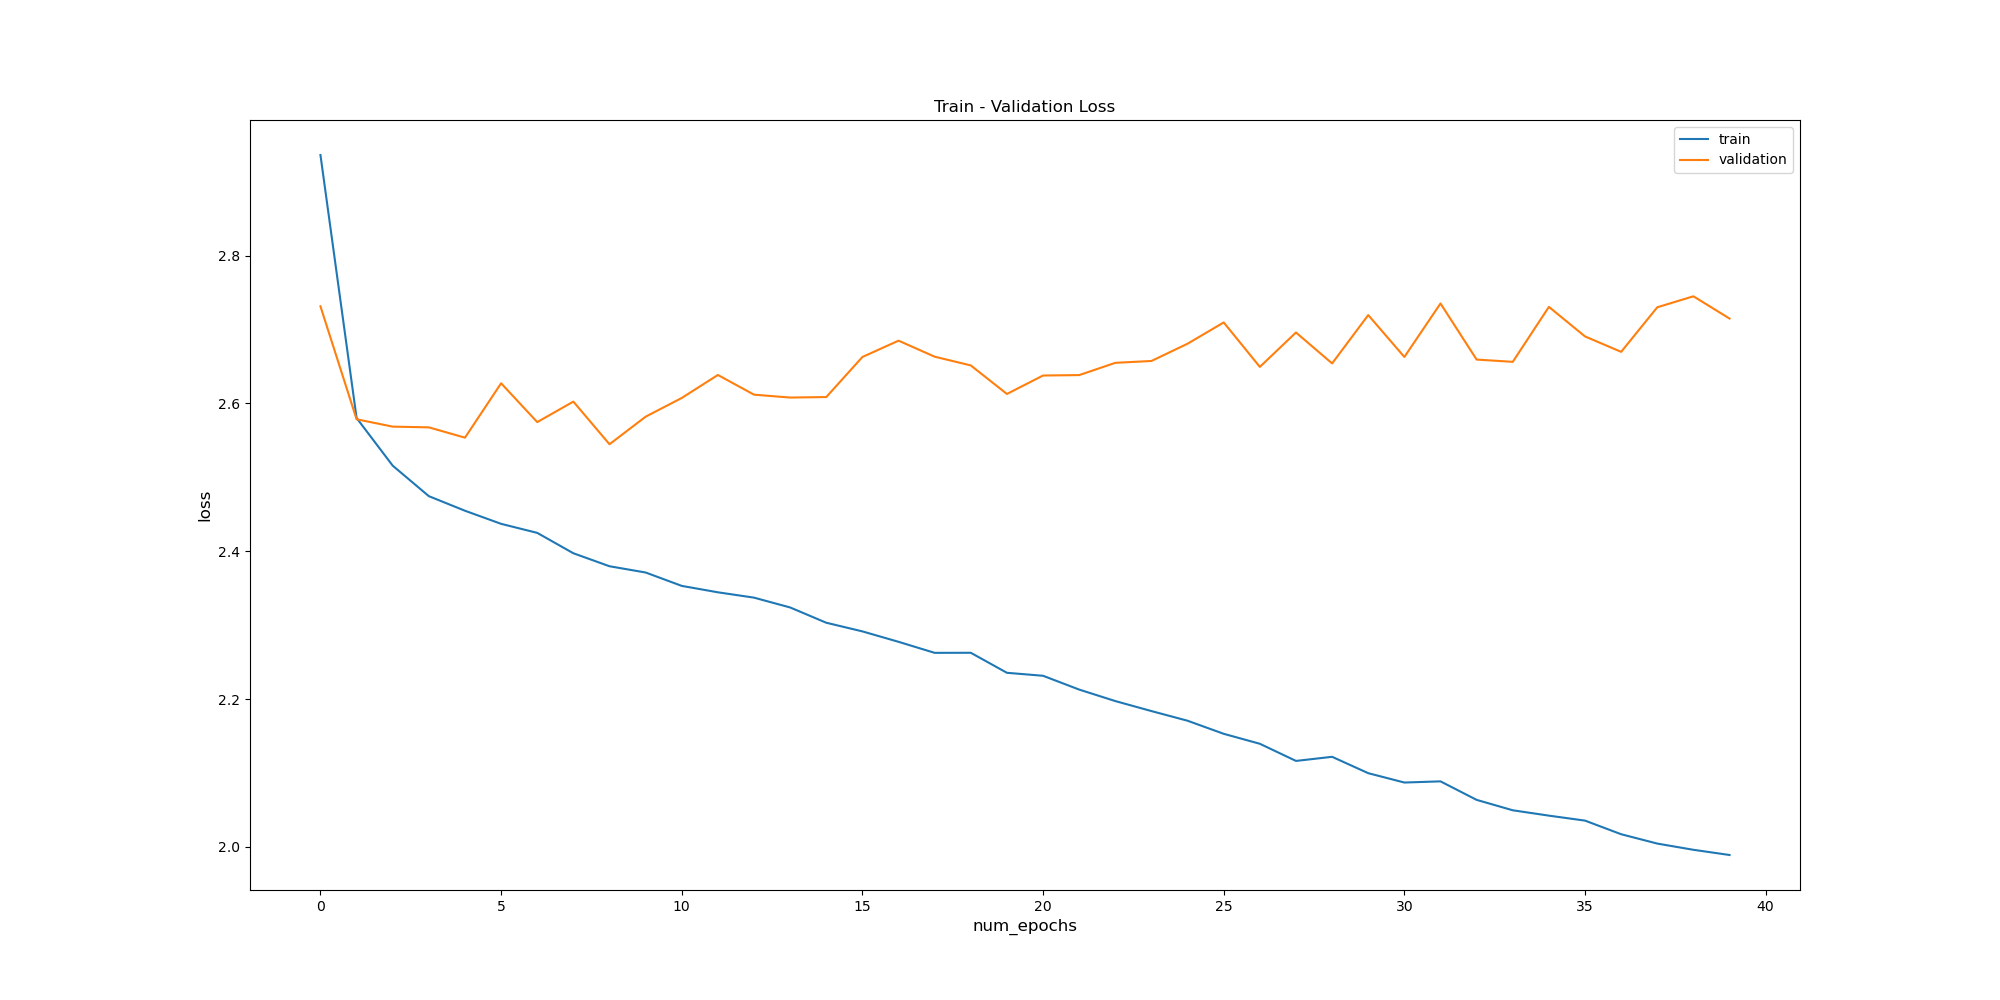 Train - Validation Loss
train
validation
2.8
2.6
2.4
2.2
2.0
loss
0 5 10 15 20 25 30 35 40
num_epochs